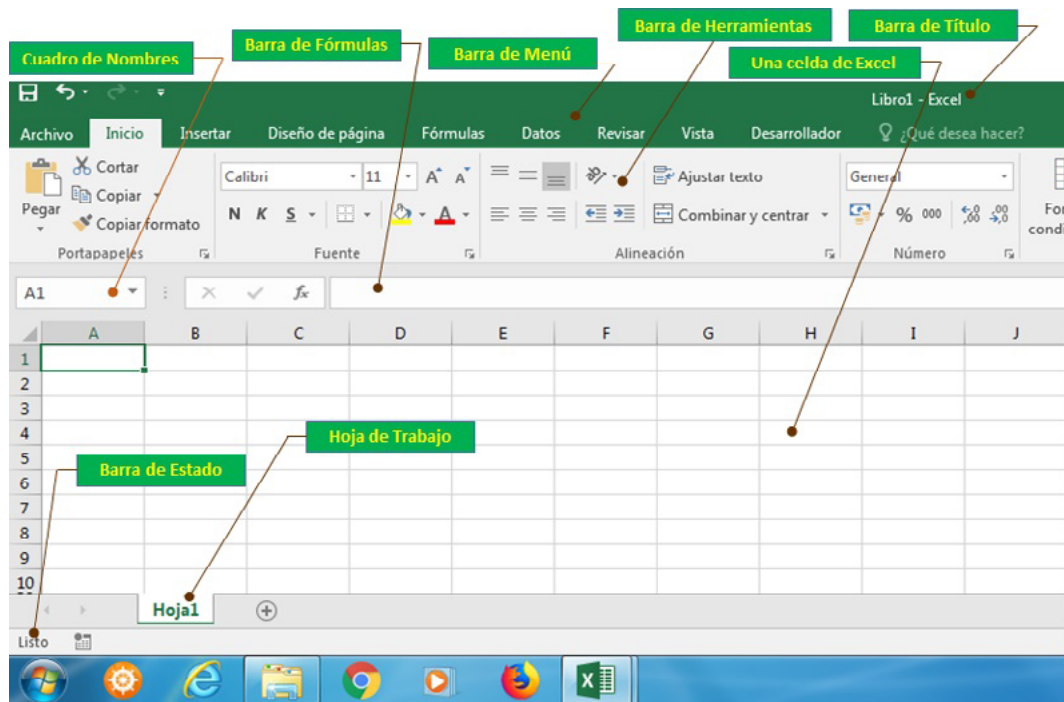 Barra de Herramientas
Barra de Título
Cuadro de Nombres
Barra de Fórmulas
Barra de Menú
Una celda de Excel
Libro1 - Excel
Archivo Inicio Insertar Diseño de página Fórmulas Datos Revisar Vista Desarrollador ¿Qué desea hacer?
Pegar
Cortar
Copiar
Copiar formato
Portapapeles
Calibri 11 A A
N K S A
Fuente
Ajustar texto
Combinar y centrar
Alineación
General
% 000
Número
A1 fx
A B C D E F G H I J
1
2
3
4
Hoja de Trabajo
5
Barra de Estado
6
7
8
9
10
Hoja1
Listo